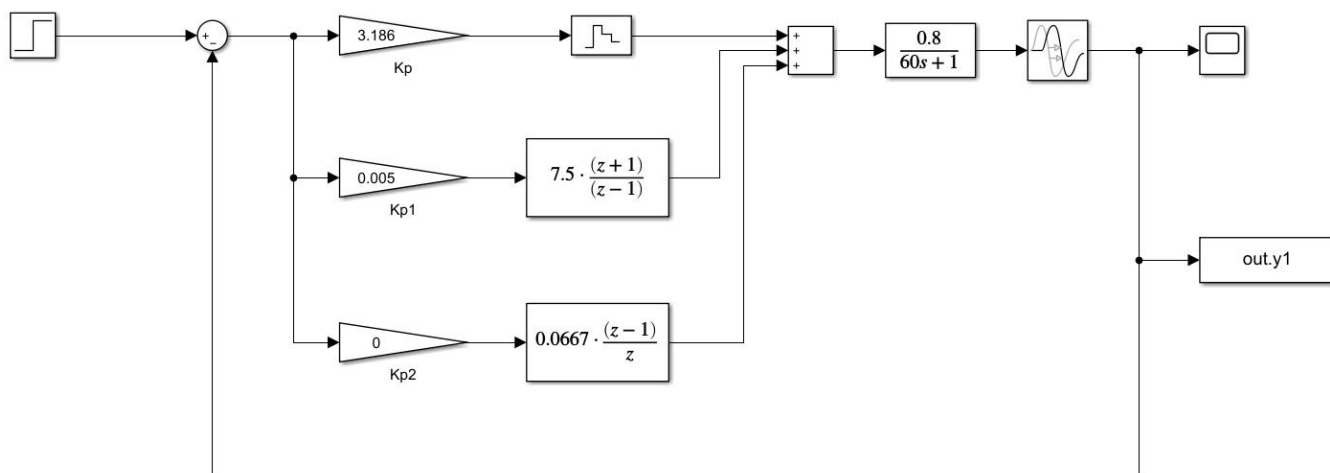 +
−
3.186
Kp
+
+
+
0.8
60s + 1
0.005
Kp1
7.5 · (z + 1)
(z − 1)
0
Kp2
0.0667 · (z − 1)
z
out.y1